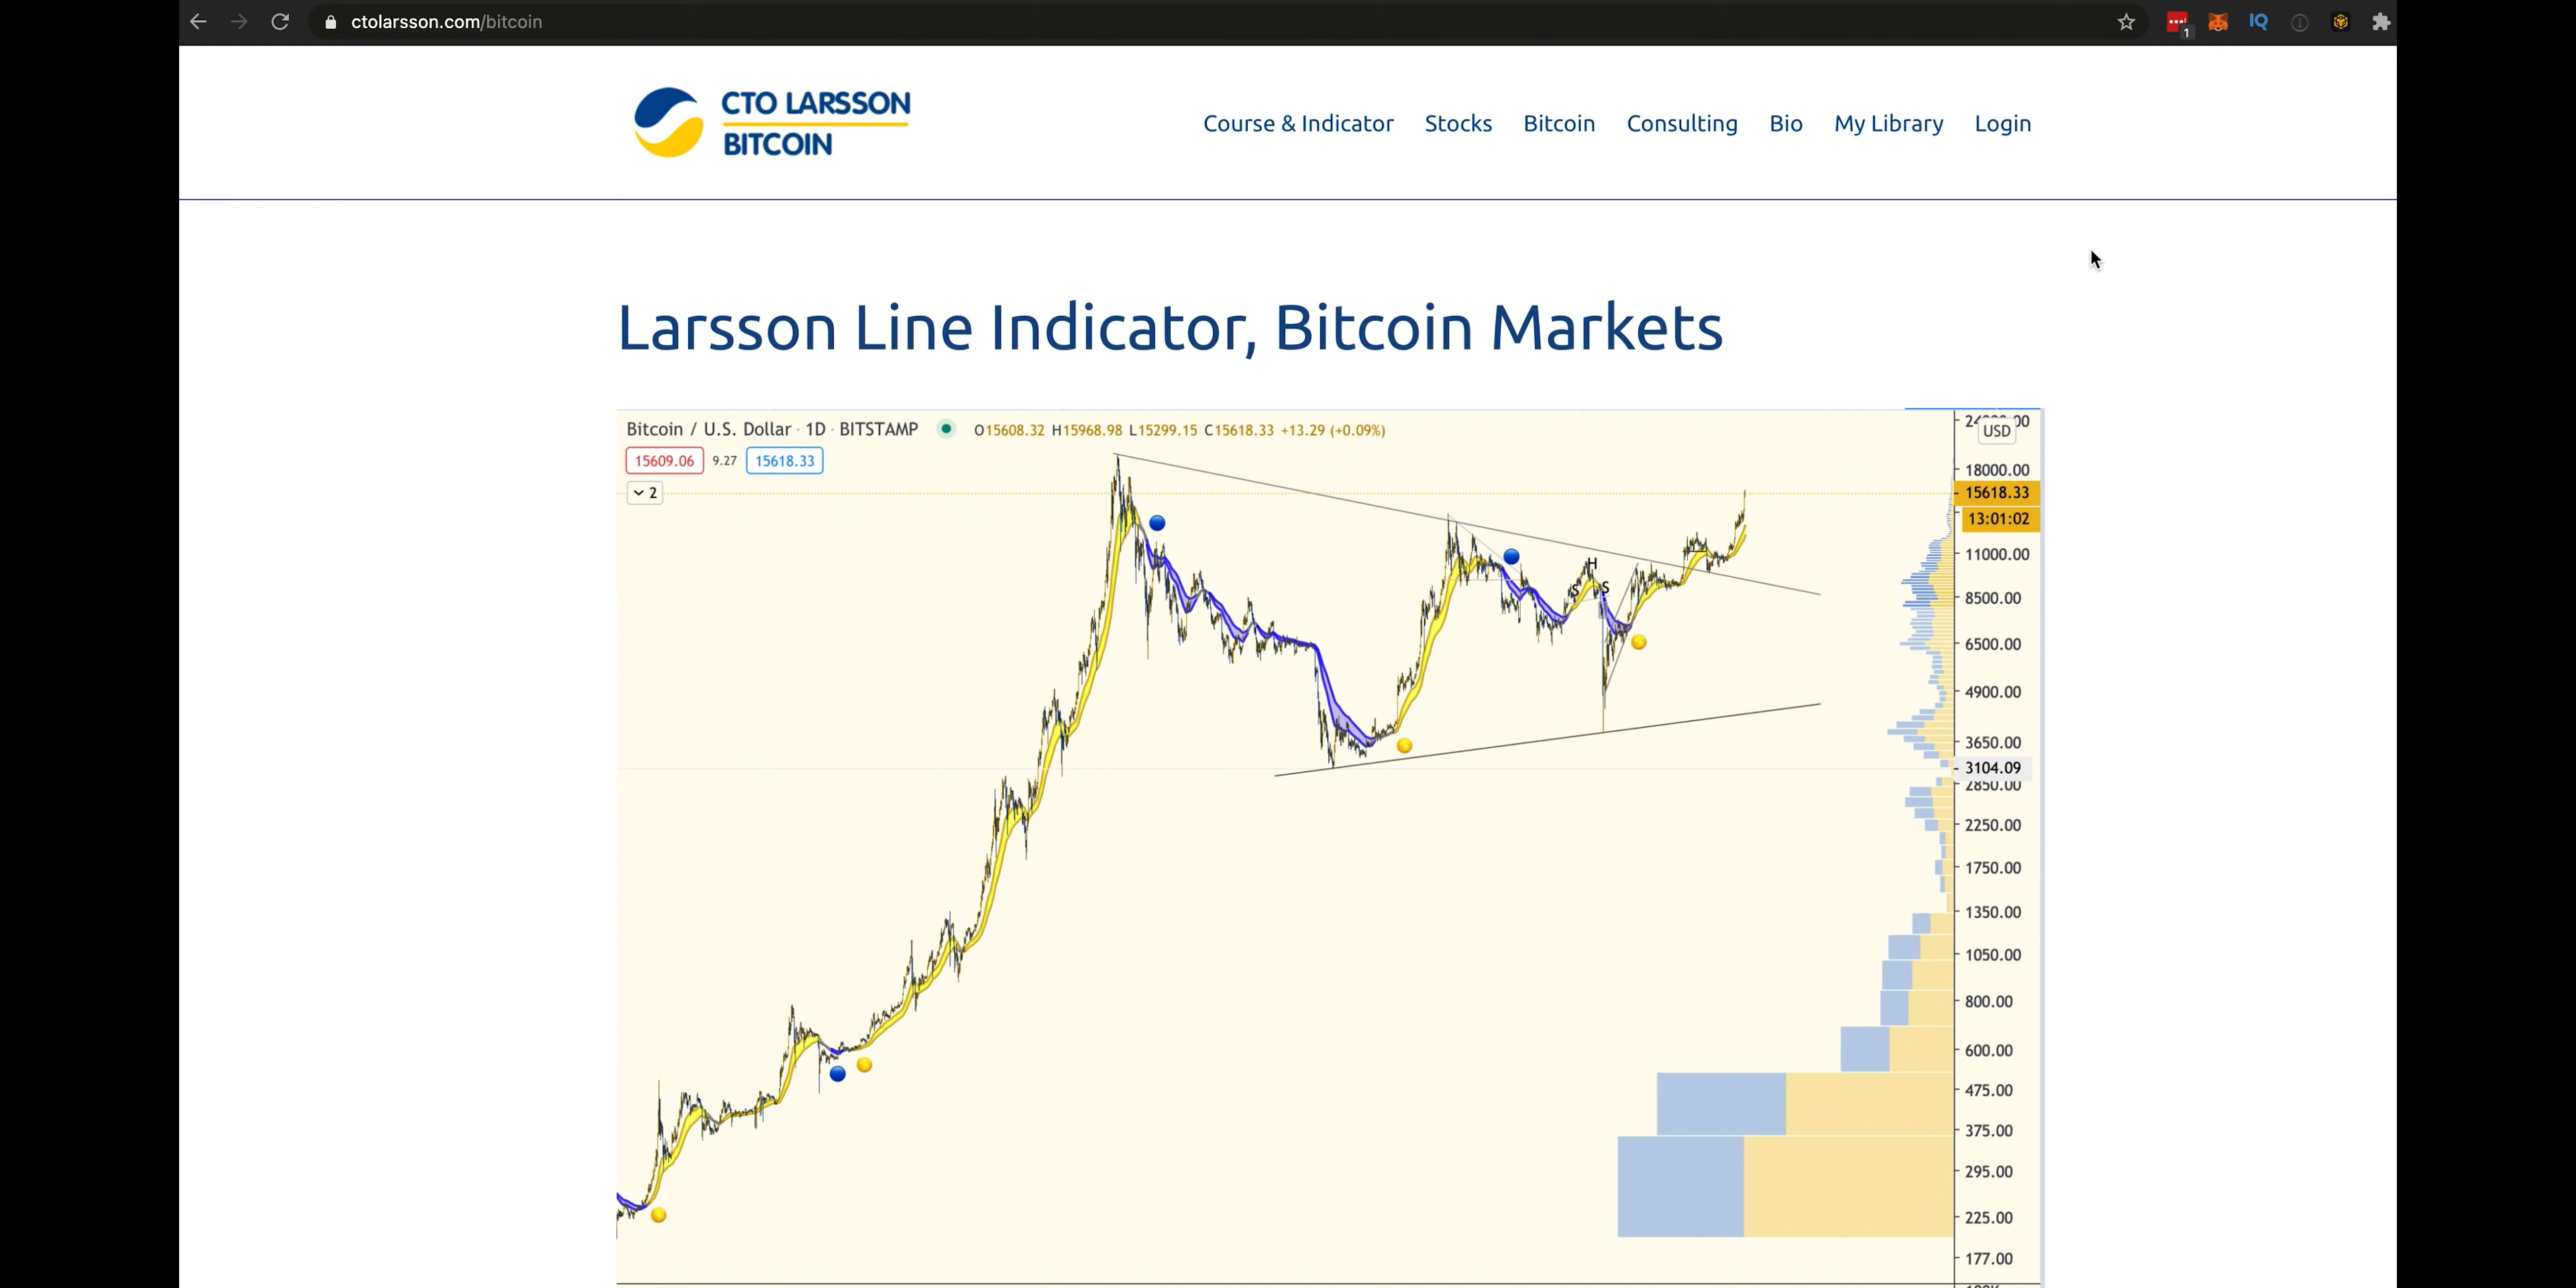 ctolarsson.com/bitcoin
IQ
1
CTO LARSSON
BITCOIN
Course & Indicator Stocks Bitcoin Consulting Bio My Library Login
Larsson Line Indicator, Bitcoin Markets
Bitcoin / U.S. Dollar · 1D · BITSTAMP O15608.32 H15968.98 L15299.15 C15618.33 +13.29 (+0.09%)
15609.06 9.27 15618.33
2
USD
18000.00
15618.33
13:01:02
11000.00
8500.00
6500.00
4900.00
3650.00
3104.09
2850.00
2250.00
1750.00
1350.00
1050.00
800.00
600.00
475.00
375.00
295.00
225.00
177.00
H
S
S